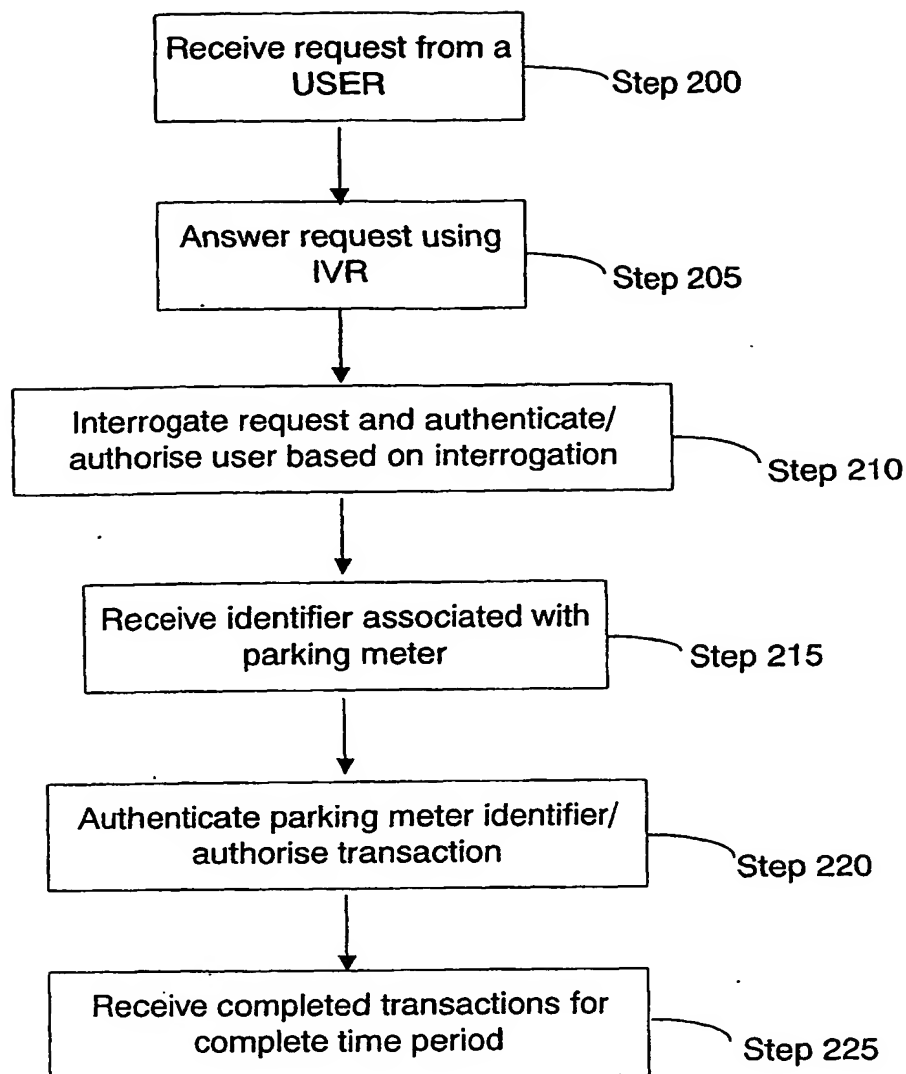 Receive request from a
USER
Step 200
Answer request using
IVR
Step 205
Interrogate request and authenticate/
authorise user based on interrogation
Step 210
Receive identifier associated with
parking meter
Step 215
Authenticate parking meter identifier/
authorise transaction
Step 220
Receive completed transactions for
complete time period
Step 225